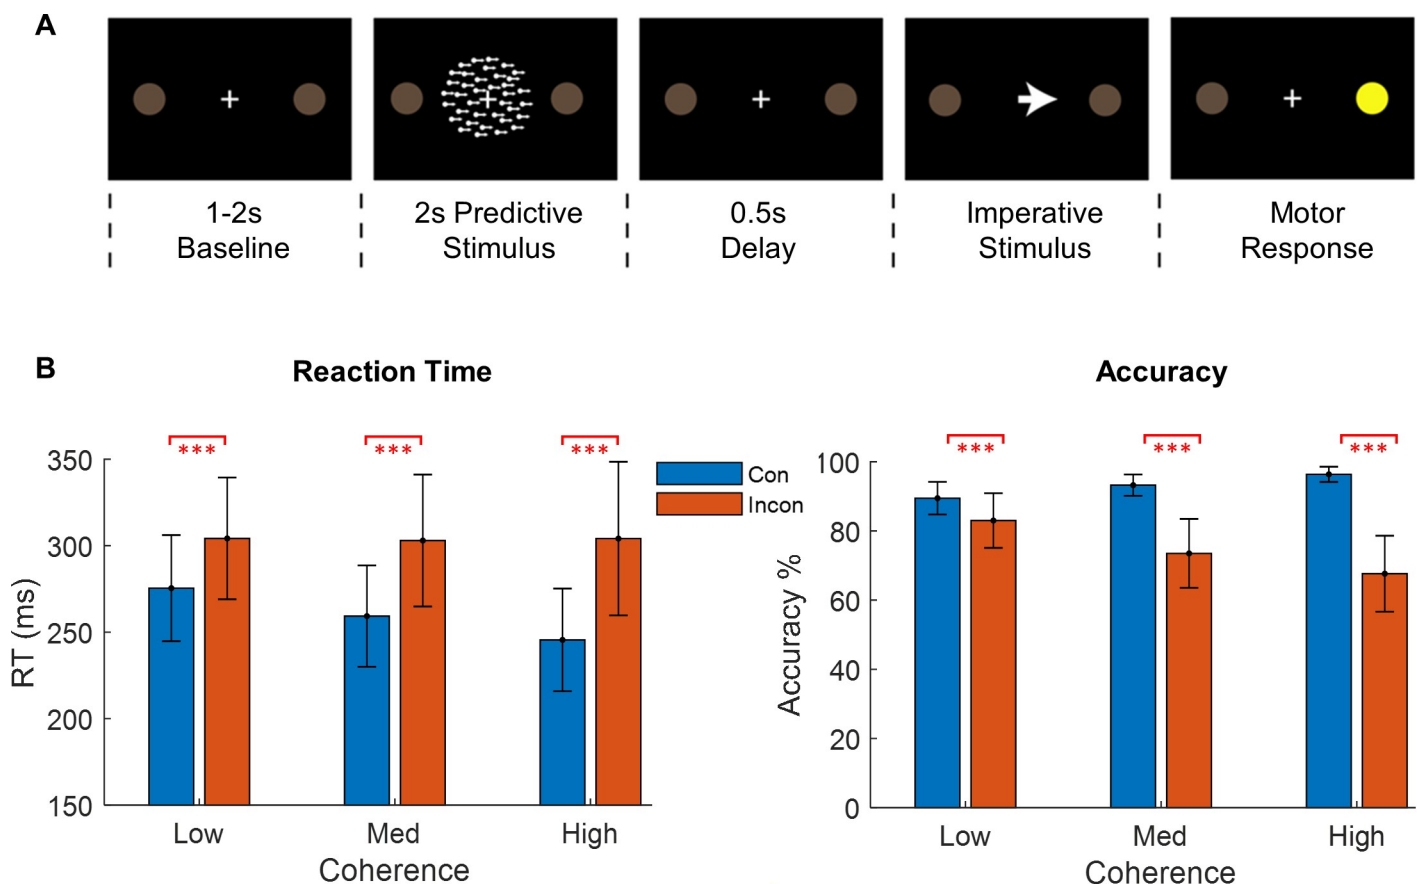 A
1-2s
Baseline
2s Predictive
Stimulus
0.5s
Delay
Imperative
Stimulus
Motor
Response
B
Reaction Time
***
***
***
350
300
250
200
150
RT (ms)
Low
Med
High
Coherence
Con
Incon
Accuracy
***
***
***
100
80
60
40
20
0
Accuracy %
Low
Med
High
Coherence